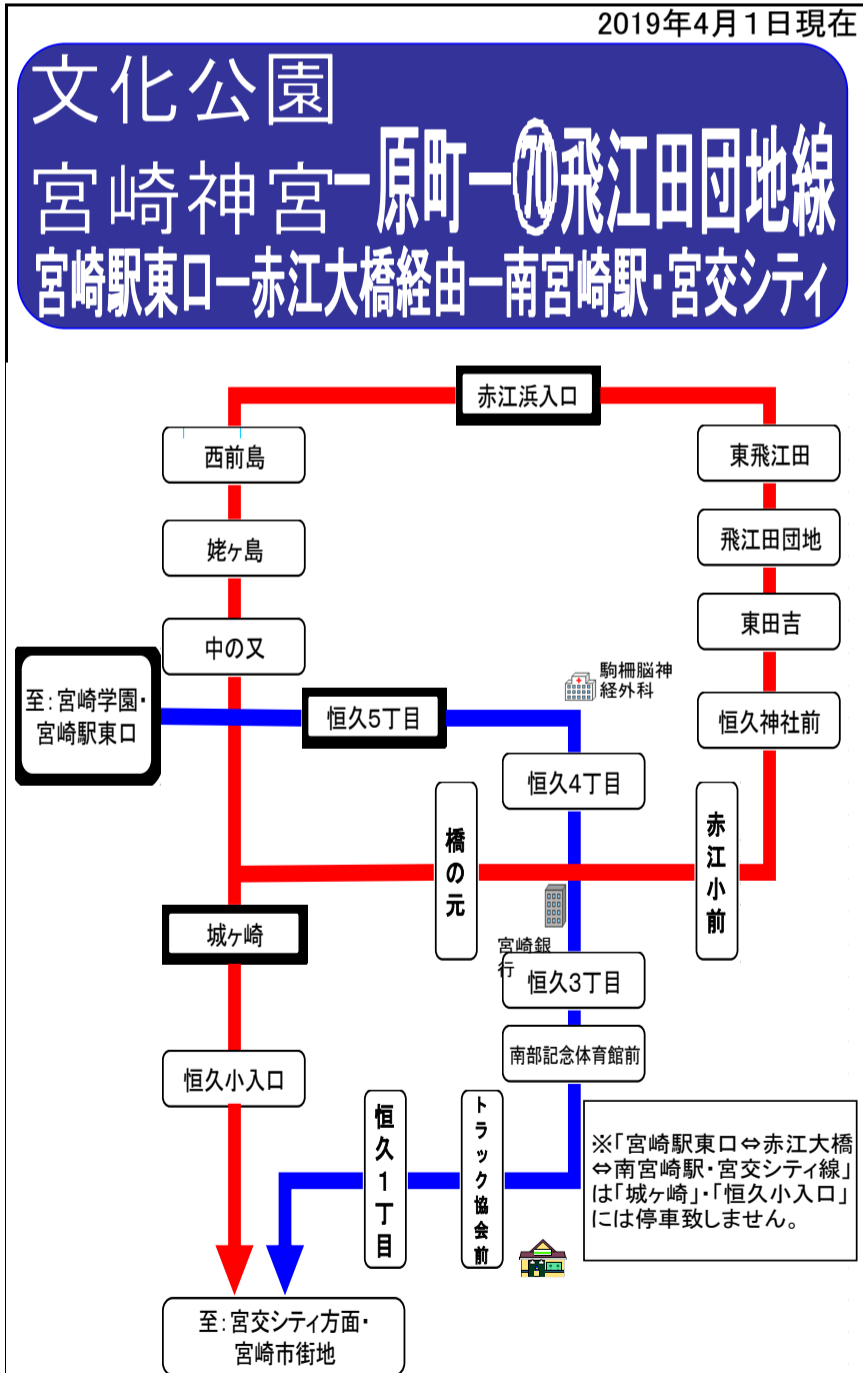 2019年4月1日現在
文化公園
宮崎神宮ー原町ー⑦⓪飛江田団地線
宮崎駅東口ー赤江大橋経由ー南宮崎駅・宮交シティ
赤江浜入口
西前島
東飛江田
姥ヶ島
飛江田団地
中の又
東田吉
至：宮崎学園・
宮崎駅東口
恒久5丁目
駒柵脳神
経外科
恒久神社前
恒久4丁目
橋の元
赤江小前
城ヶ崎
宮崎銀
行
恒久3丁目
南部記念体育館前
恒久小入口
恒久1丁目
トラック協会前
※「宮崎駅東口⇔赤江大橋
⇔南宮崎駅・宮交シティ線」
は「城ヶ崎」・「恒久小入口」
には停車致しません。
至：宮交シティ方面・
宮崎市街地